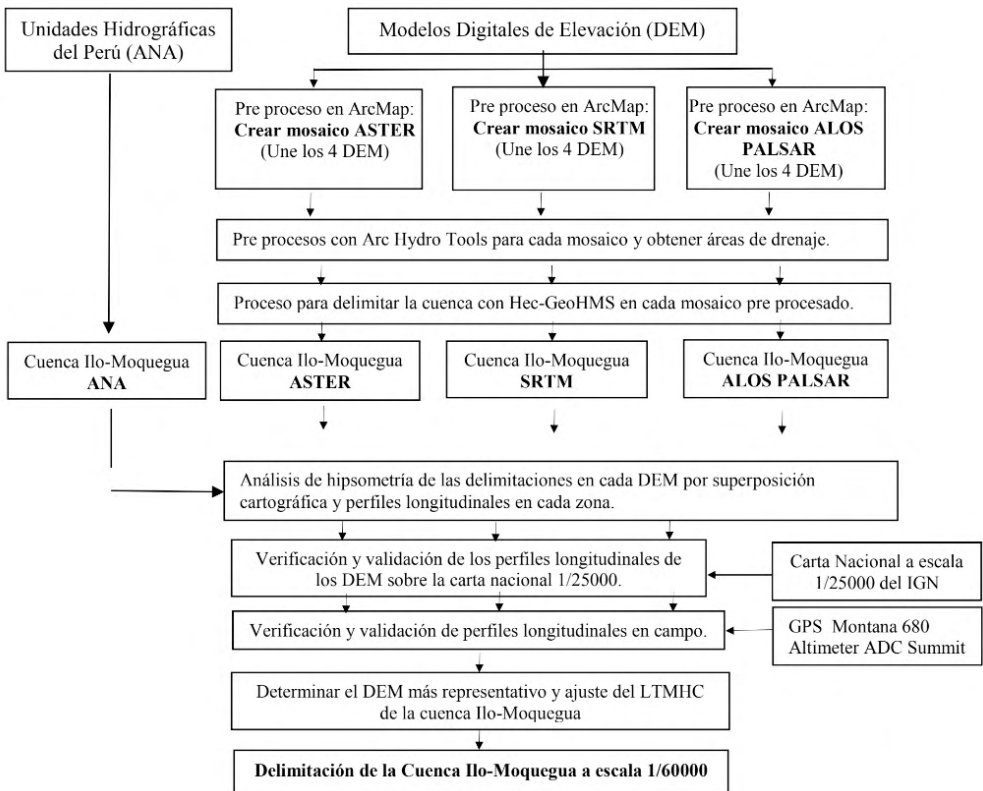 Unidades Hidrográficas
del Perú (ANA)
Modelos Digitales de Elevación (DEM)
Pre proceso en ArcMap:
Crear mosaico ASTER
(Une los 4 DEM)
Pre proceso en ArcMap:
Crear mosaico SRTM
(Une los 4 DEM)
Pre proceso en ArcMap:
Crear mosaico ALOS
PALSAR
(Une los 4 DEM)
Pre procesos con Arc Hydro Tools para cada mosaico y obtener áreas de drenaje.
Proceso para delimitar la cuenca con Hec-GeoHMS en cada mosaico pre procesado.
Cuenca Ilo-Moquegua
ANA
Cuenca Ilo-Moquegua
ASTER
Cuenca Ilo-Moquegua
SRTM
Cuenca Ilo-Moquegua
ALOS PALSAR
Análisis de hipsometría de las delimitaciones en cada DEM por superposición
cartográfica y perfiles longitudinales en cada zona.
Verificación y validación de los perfiles longitudinales de
los DEM sobre la carta nacional 1/25000.
Carta Nacional a escala
1/25000 del IGN
Verificación y validación de perfiles longitudinales en campo.
GPS Montana 680
Altimeter ADC Summit
Determinar el DEM más representativo y ajuste del LTMHC
de la cuenca Ilo-Moquegua
Delimitación de la Cuenca Ilo-Moquegua a escala 1/60000